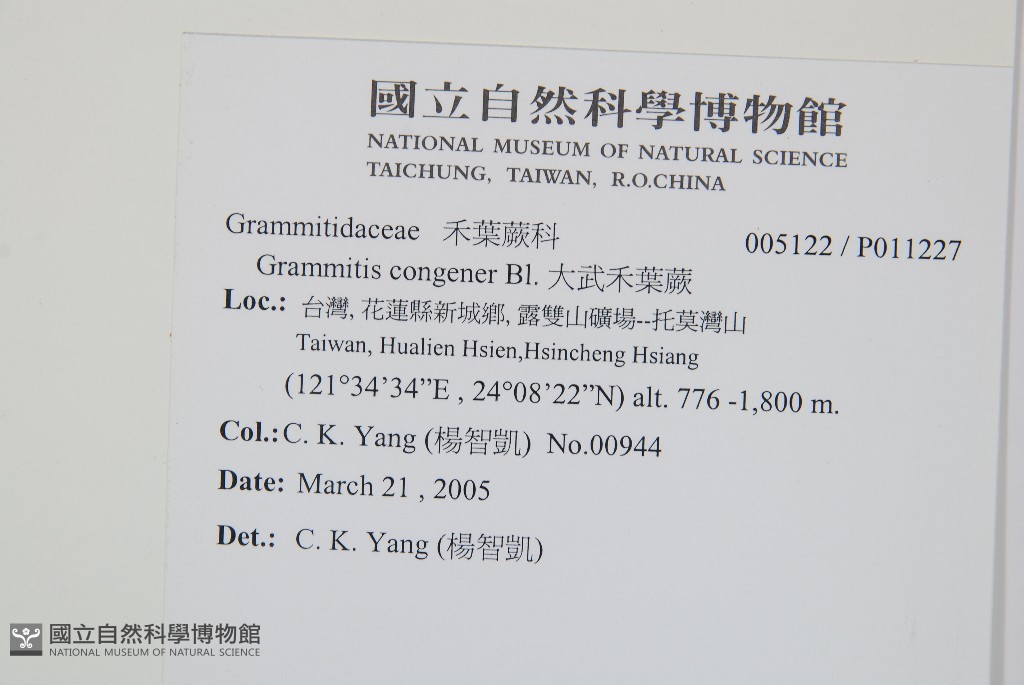 國立自然科學博物館
NATIONAL MUSEUM OF NATURAL SCIENCE
TAICHUNG, TAIWAN, R.O.CHINA
Grammitidaceae 禾葉蕨科 005122 / P011227
Grammitis congener Bl. 大武禾葉蕨
Loc.: 台灣, 花蓮縣新城鄉, 露雙山礦場--托莫灣山
Taiwan, Hualien Hsien,Hsincheng Hsiang
(121°34’34”E , 24°08’22”N) alt. 776 -1,800 m.
Col.: C. K. Yang (楊智凱) No.00944
Date: March 21 , 2005
Det.: C. K. Yang (楊智凱)
國立自然科學博物館
NATIONAL MUSEUM OF NATURAL SCIENCE